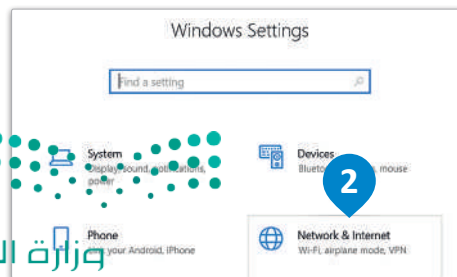 Windows Settings
Find a setting
System
Display, sound, notifications,
power
Devices
mouse
2
Phone
your Android, iPhone
Network & Internet
Wi-Fi, airplane mode, VPN
وزارة